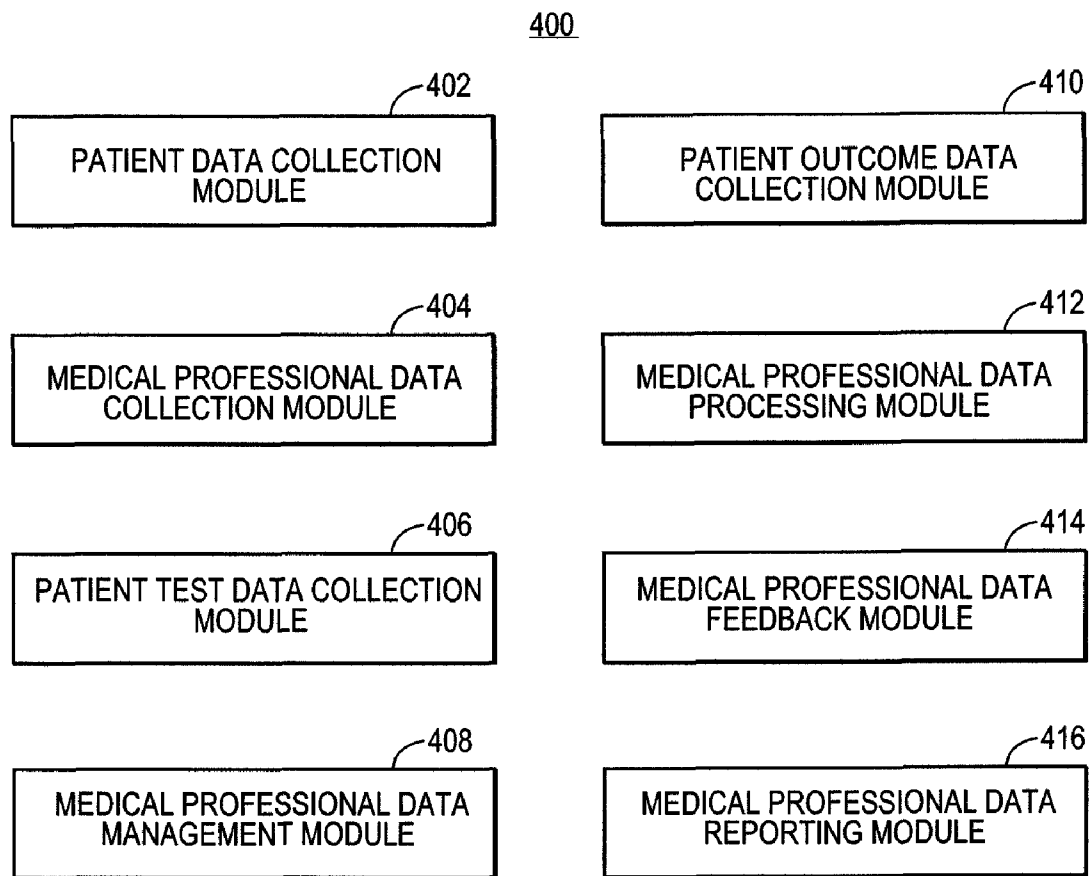 400
402
PATIENT DATA COLLECTION
MODULE
410
PATIENT OUTCOME DATA
COLLECTION MODULE
404
MEDICAL PROFESSIONAL DATA
COLLECTION MODULE
412
MEDICAL PROFESSIONAL DATA
PROCESSING MODULE
406
PATIENT TEST DATA COLLECTION
MODULE
414
MEDICAL PROFESSIONAL DATA
FEEDBACK MODULE
408
MEDICAL PROFESSIONAL DATA
MANAGEMENT MODULE
416
MEDICAL PROFESSIONAL DATA
REPORTING MODULE